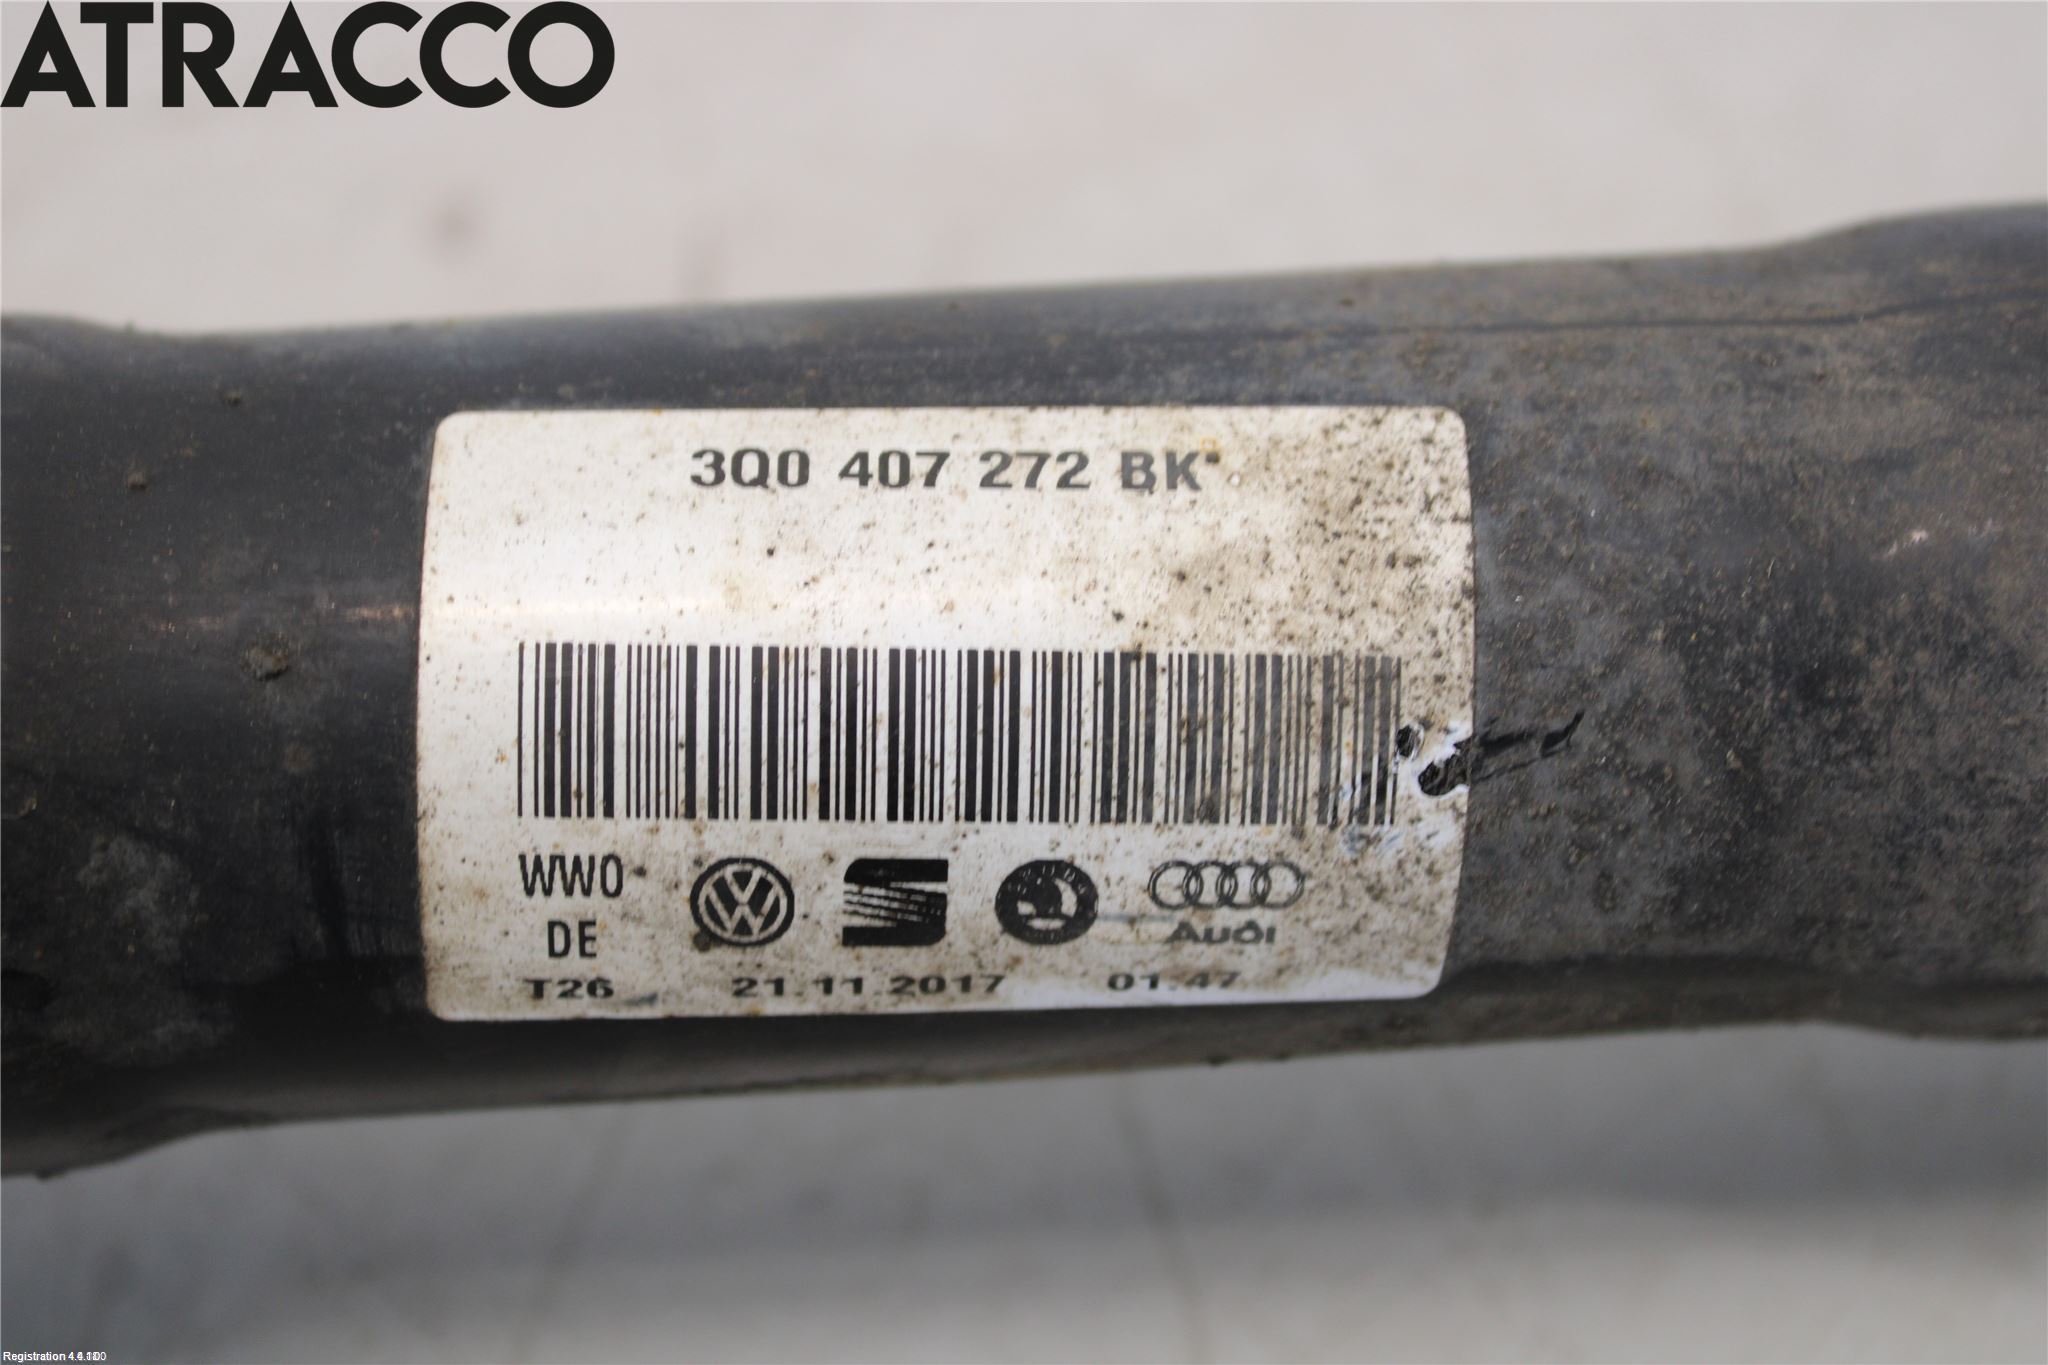 ATRACCO
3Q0 407 272 BK
WW0
DE
Audi
T26 21.11.2017 01.47